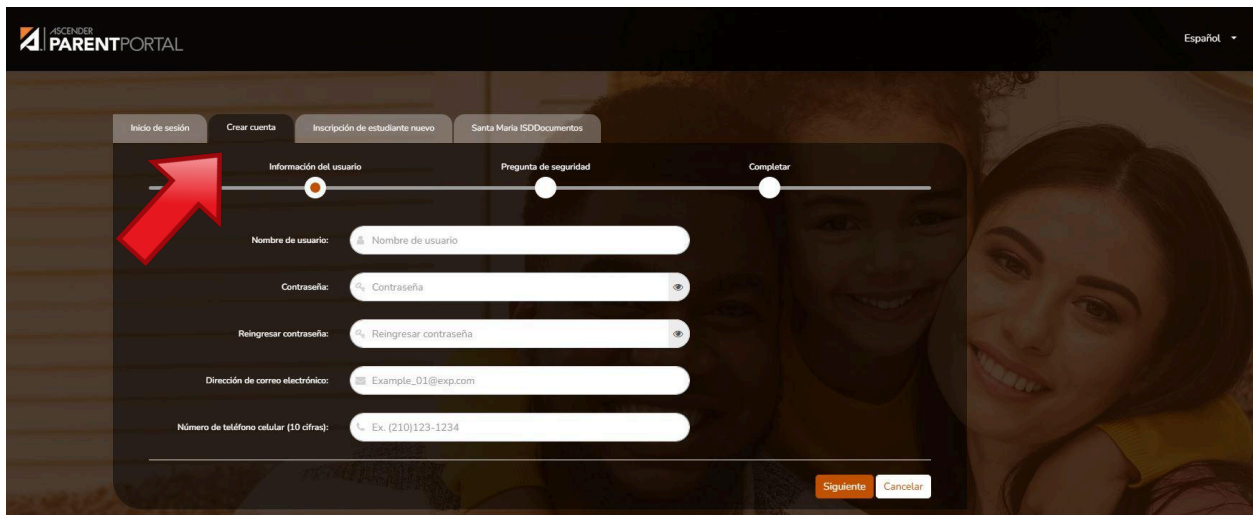 ASCENDER
PARENTPORTAL
Español
Inicio de sesión
Crear cuenta
Inscripción de estudiante nuevo
Santa Maria ISDDocumentos
Información del usuario
Pregunta de seguridad
Completar
Nombre de usuario:
Nombre de usuario
Contraseña:
Contraseña
Reingresar contraseña:
Reingresar contraseña
Dirección de correo electrónico:
Example_01@exp.com
Número de teléfono celular (10 cifras):
Ex. (210)123-1234
Siguiente
Cancelar